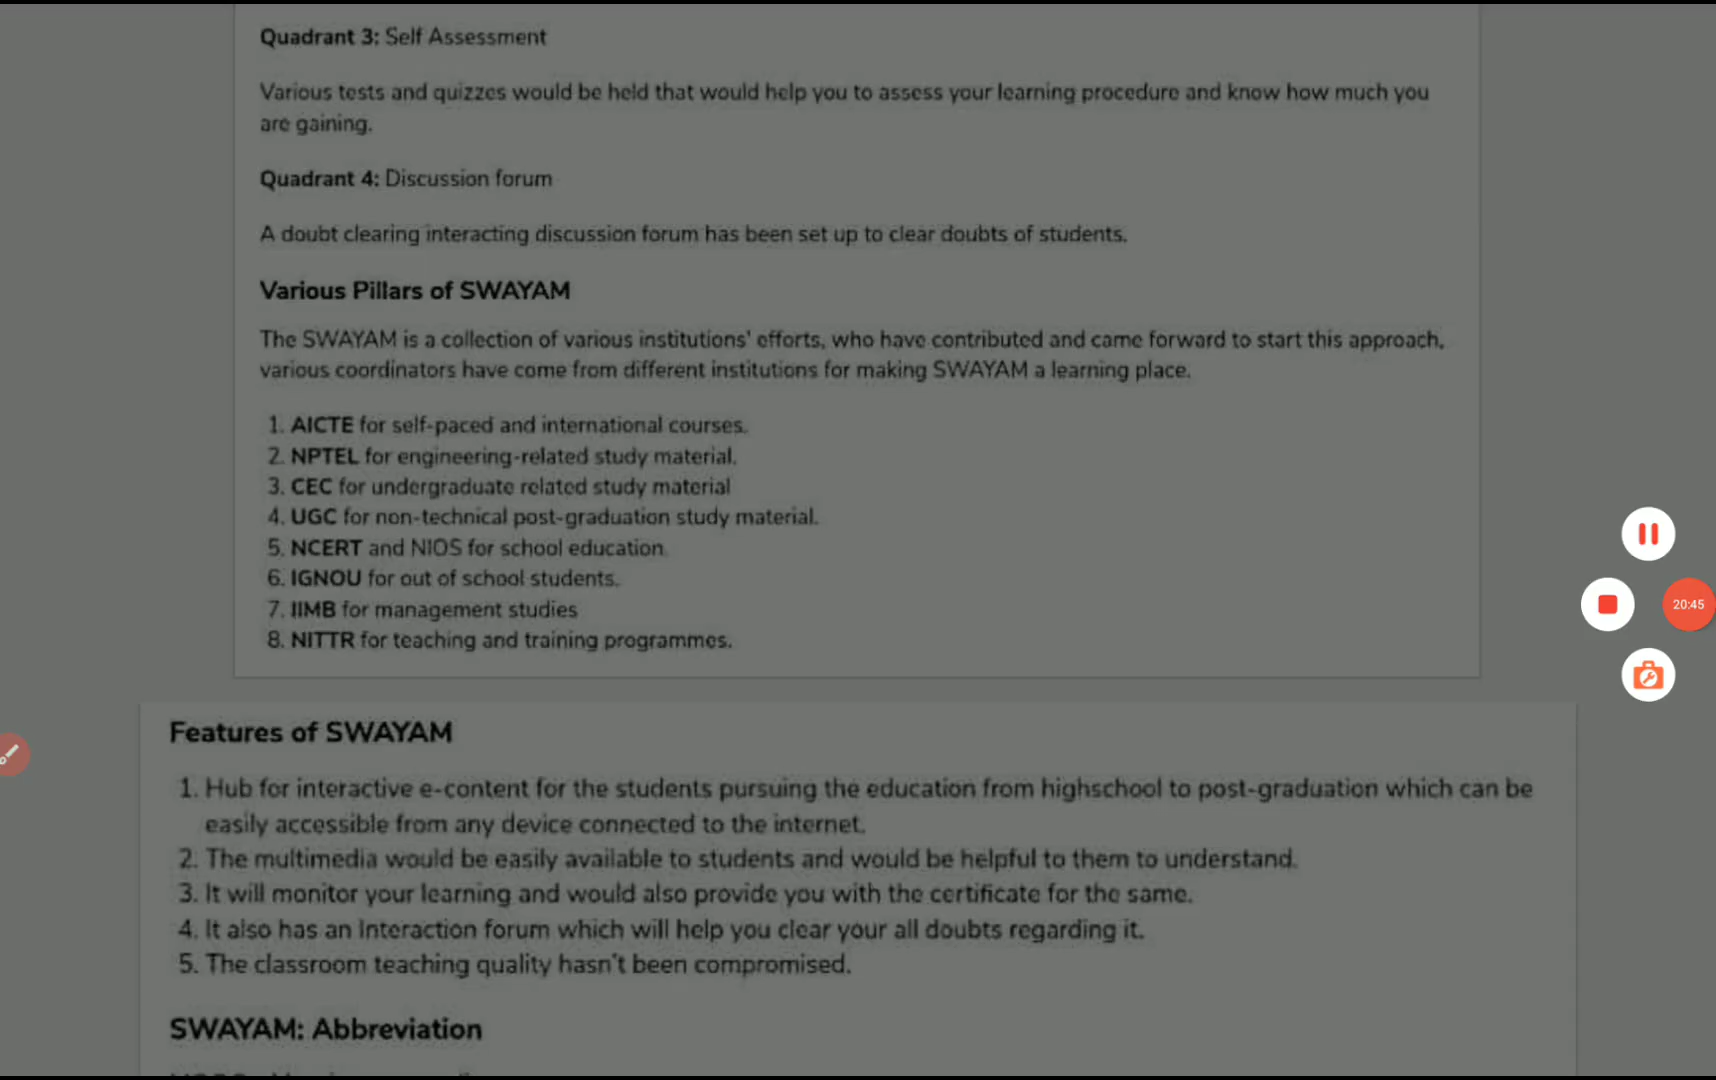 Quadrant 3: Self Assessment
Various tests and quizzes would be held that would help you to assess your learning procedure and know how much you
are gaining.
Quadrant 4: Discussion forum
A doubt clearing interacting discussion forum has been set up to clear doubts of students.
Various Pillars of SWAYAM
The SWAYAM is a collection of various institutions' efforts, who have contributed and came forward to start this approach,
various coordinators have come from different institutions for making SWAYAM a learning place.
1. AICTE for self-paced and international courses.
2. NPTEL for engineering-related study material.
3. CEC for undergraduate related study material
4. UGC for non-technical post-graduation study material.
5. NCERT and NIOS for school education
6. IGNOU for out of school students.
7. IIMB for management studies
8. NITTR for teaching and training programmes.
20:45
Features of SWAYAM
1. Hub for interactive e-content for the students pursuing the education from highschool to post-graduation which can be
easily accessible from any device connected to the internet.
2. The multimedia would be easily available to students and would be helpful to them to understand.
3. It will monitor your learning and would also provide you with the certificate for the same.
4. It also has an Interaction forum which will help you clear your all doubts regarding it.
5. The classroom teaching quality hasn't been compromised.
SWAYAM: Abbreviation